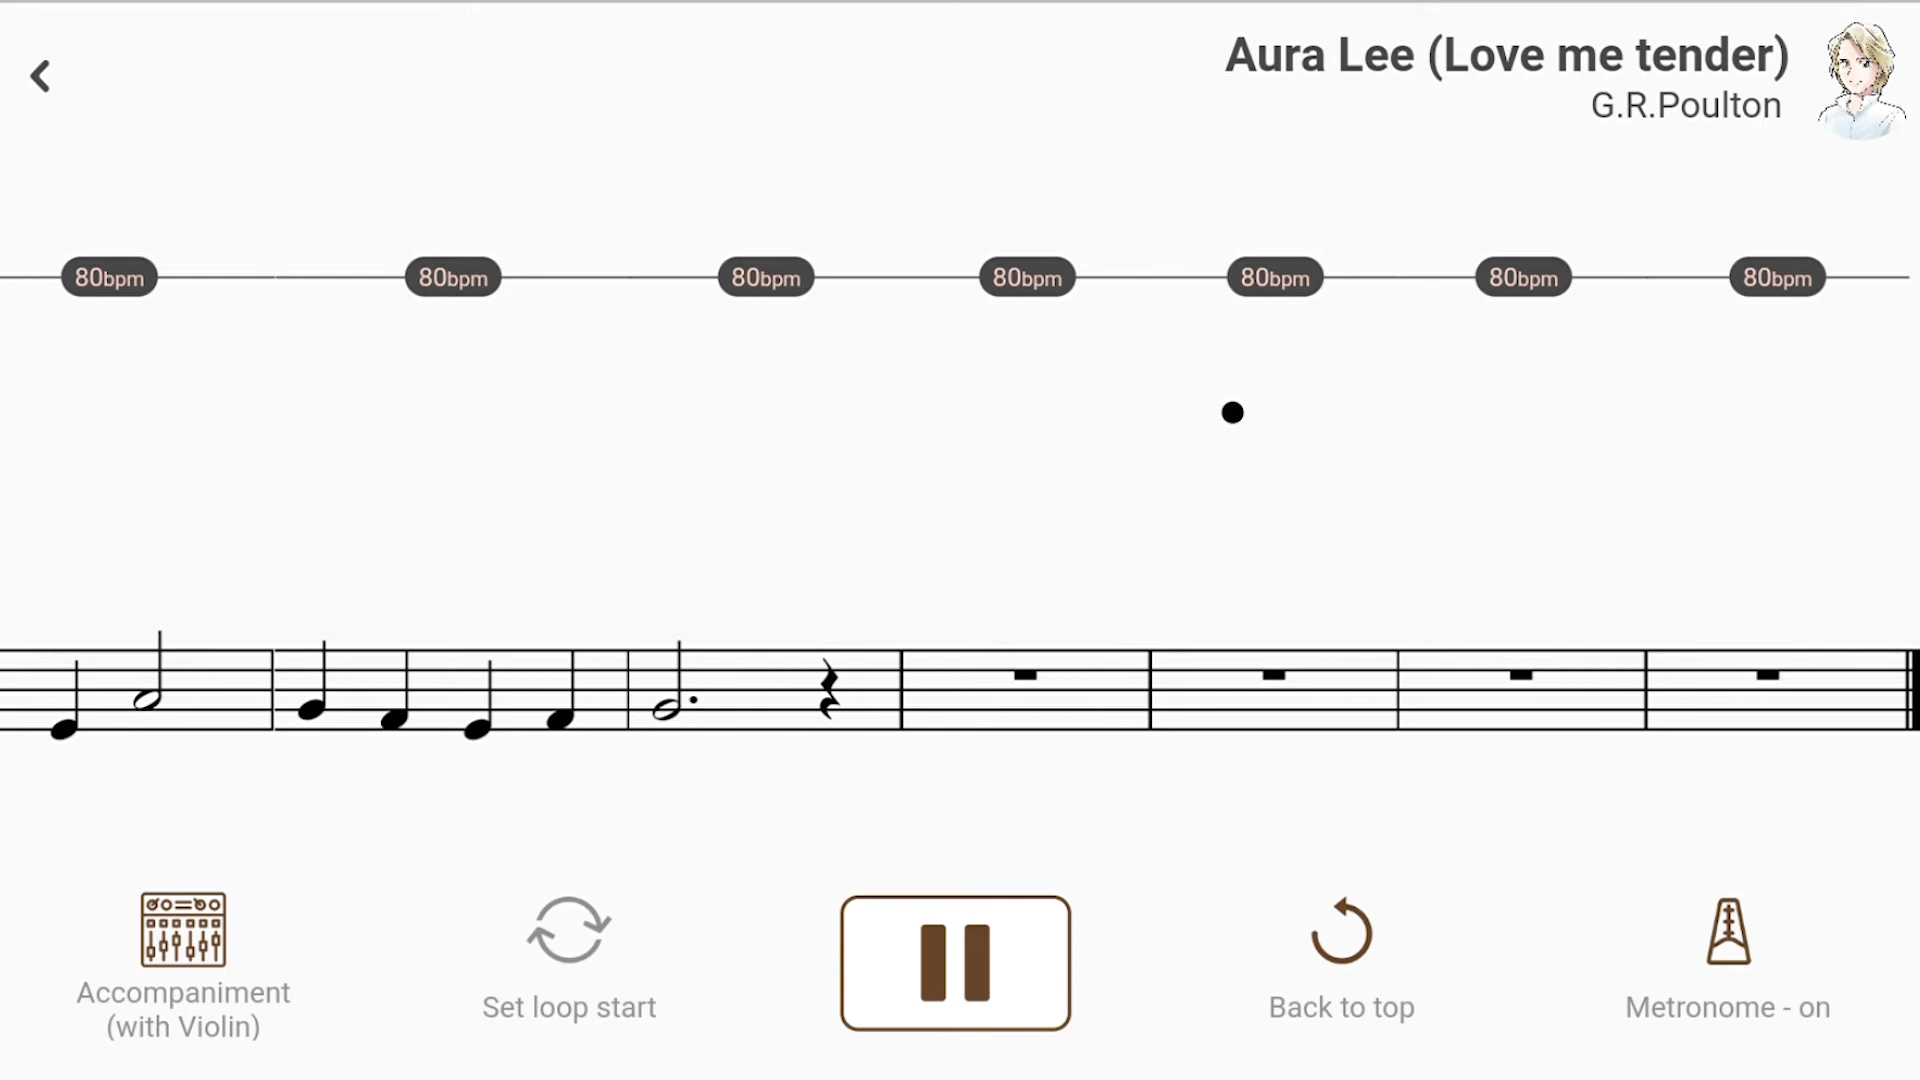 Aura Lee (Love me tender)
G.R.Poulton
80bpm 80bpm 80bpm 80bpm 80bpm 80bpm 80bpm
Accompaniment
(with Violin)
Set loop start
Back to top
Metronome - on